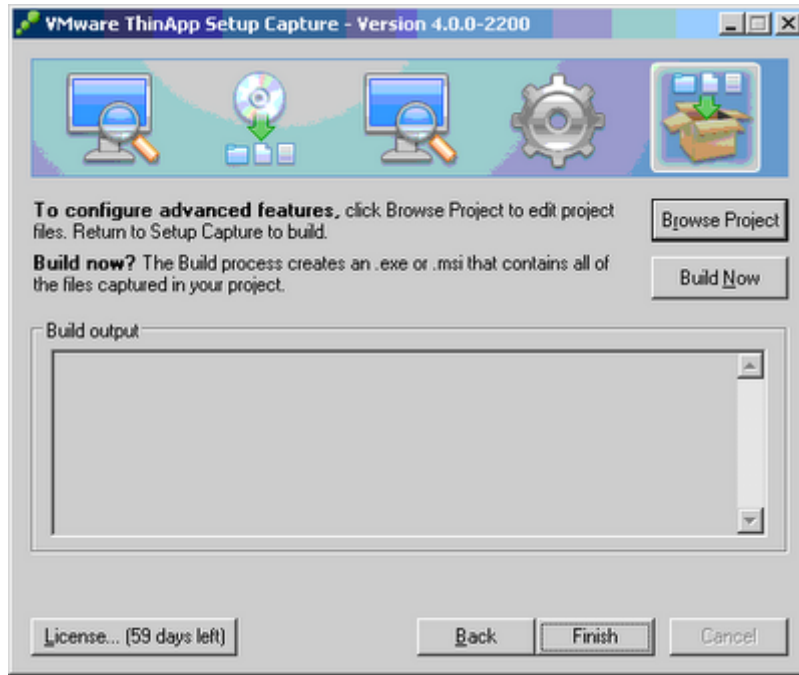 VMware ThinApp Setup Capture - Version 4.0.0-2200
To configure advanced features, click Browse Project to edit project
files. Return to Setup Capture to build.
Browse Project
Build now? The Build process creates an .exe or .msi that contains all of
the files captured in your project.
Build Now
Build output
License... (59 days left)
Back
Finish
Cancel